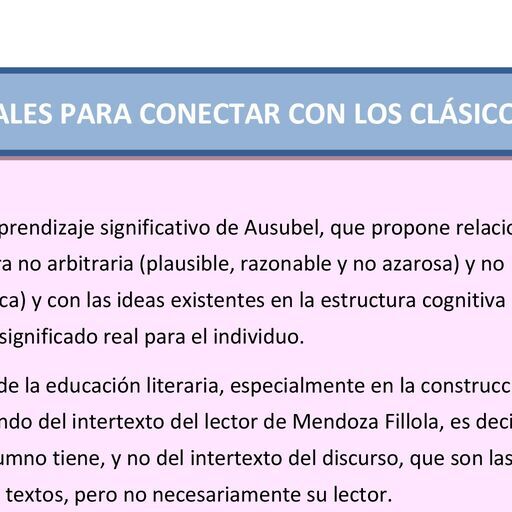 ALES PARA CONECTAR CON LOS CLÁSICO
prendizaje significativo de Ausubel, que propone relacio
ra no arbitraria (plausible, razonable y no azarosa) y no
ca) y con las ideas existentes en la estructura cognitiva
significado real para el individuo.
de la educación literaria, especialmente en la construcc
ndo del intertexto del lector de Mendoza Fillola, es deci
umno tiene, y no del intertexto del discurso, que son las
textos, pero no necesariamente su lector.